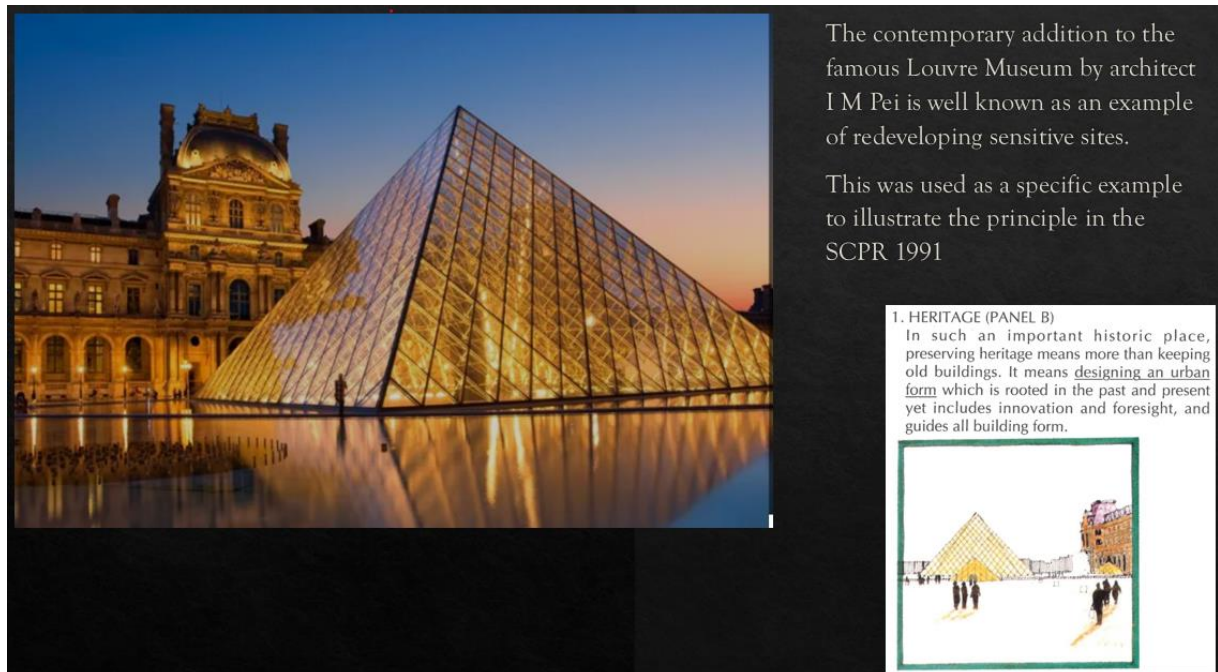 The contemporary addition to the
famous Louvre Museum by architect
I M Pei is well known as an example
of redeveloping sensitive sites.
This was used as a specific example
to illustrate the principle in the
SCPR 1991
1. HERITAGE (PANEL B)
In such an important historic place,
preserving heritage means more than keeping
old buildings. It means designing an urban
form which is rooted in the past and present
yet includes innovation and foresight, and
guides all building form.